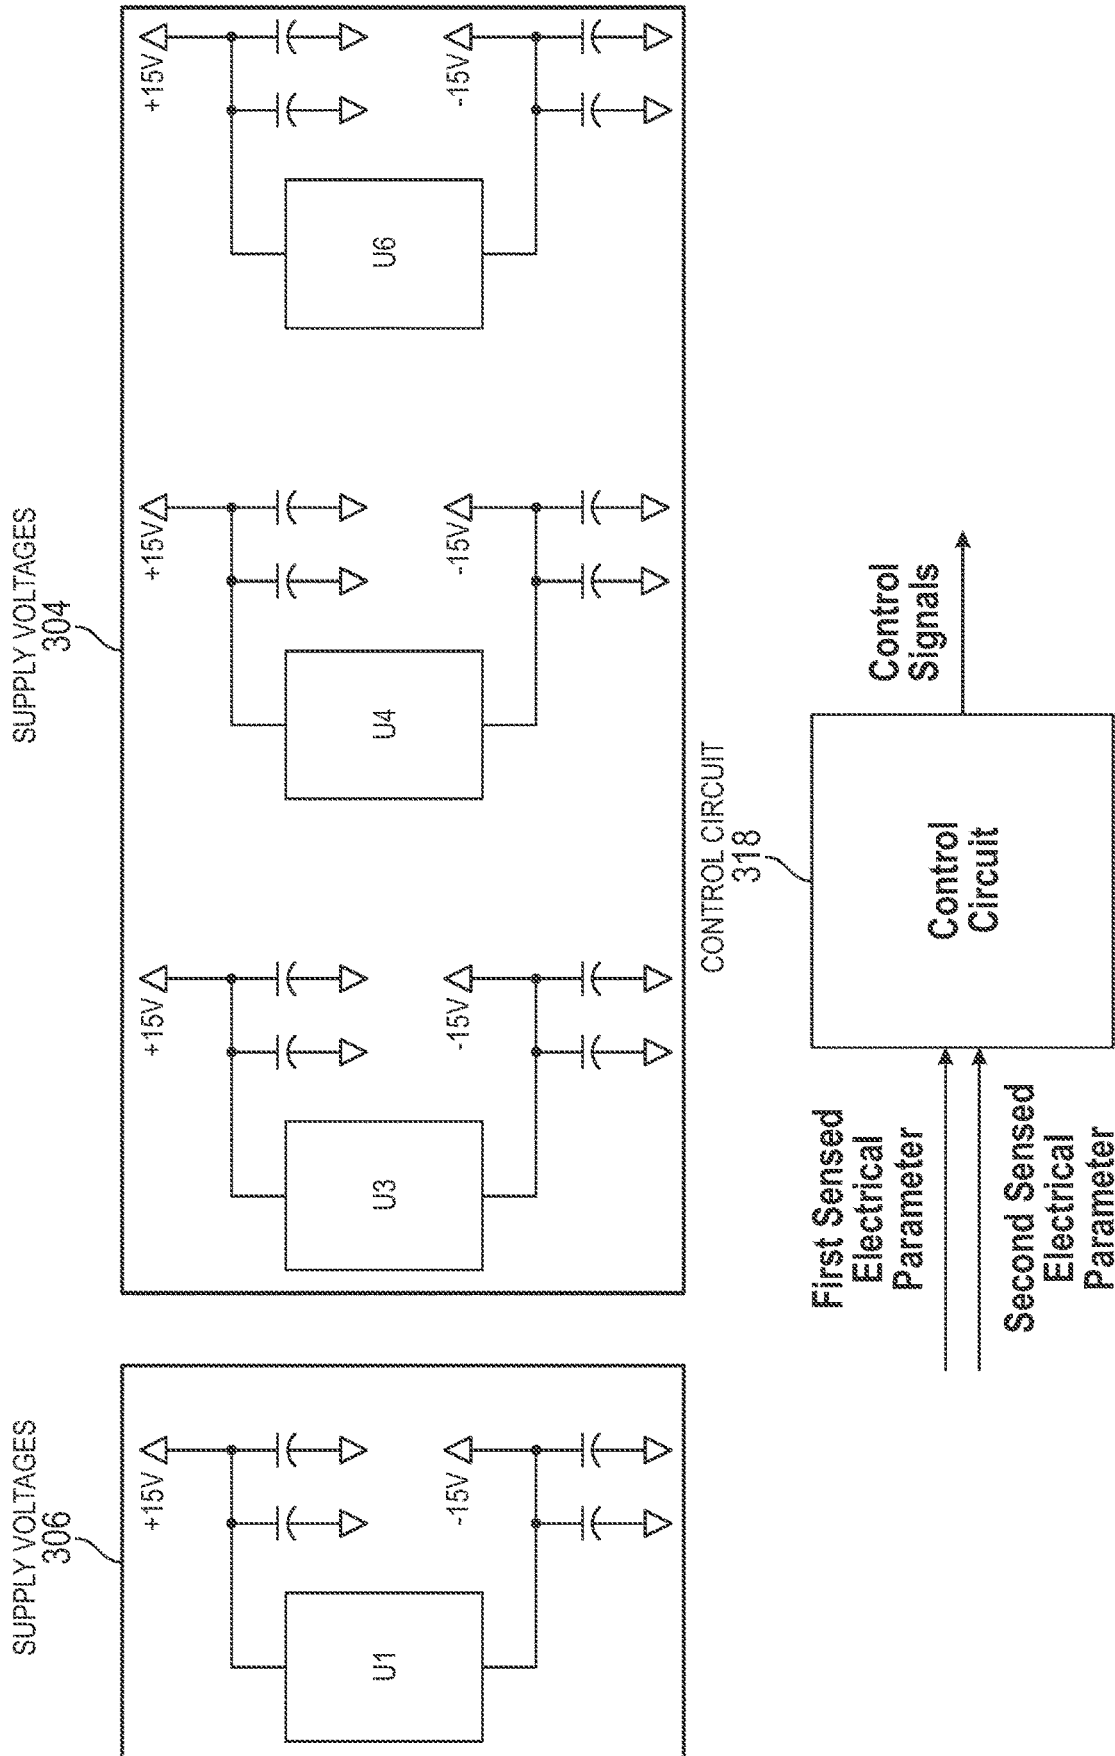 SUPPLY VOLTAGES
306
+15V
-15V
U1
SUPPLY VOLTAGES
304
+15V
-15V
U3
+15V
-15V
U4
+15V
-15V
U6
CONTROL CIRCUIT
318
First Sensed
Electrical
Parameter
Second Sensed
Electrical
Parameter
Control
Circuit
Control
Signals